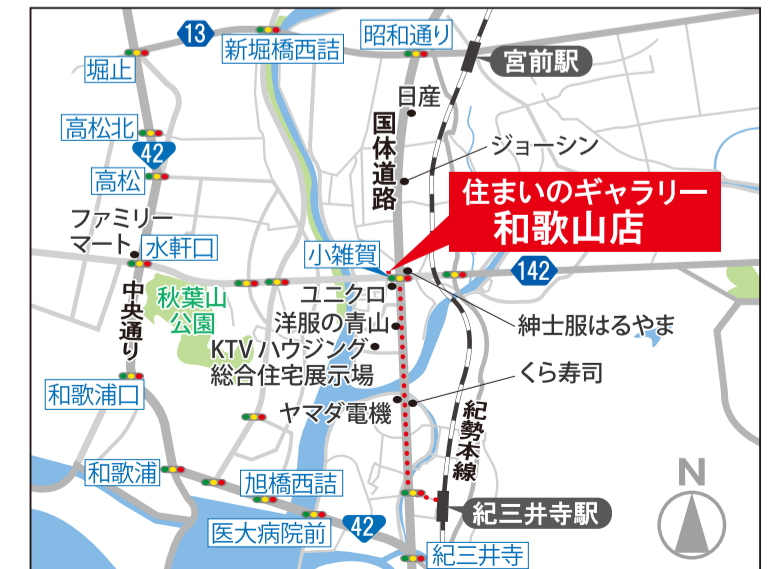 13
新堀橋西詰
昭和通り
堀止
宮前駅
日産
高松北
42
国体道路
ジョーシン
高松
住まいのギャラリー
和歌山店
ファミリー
マート
水軒口
小雑賀
142
中央通り
秋葉山
公園
ユニクロ
洋服の青山
紳士服はるやま
KTVハウジング
総合住宅展示場
くら寿司
和歌浦口
ヤマダ電機
紀勢本線
和歌浦
旭橋西詰
N
医大病院前
42
紀三井寺駅
紀三井寺